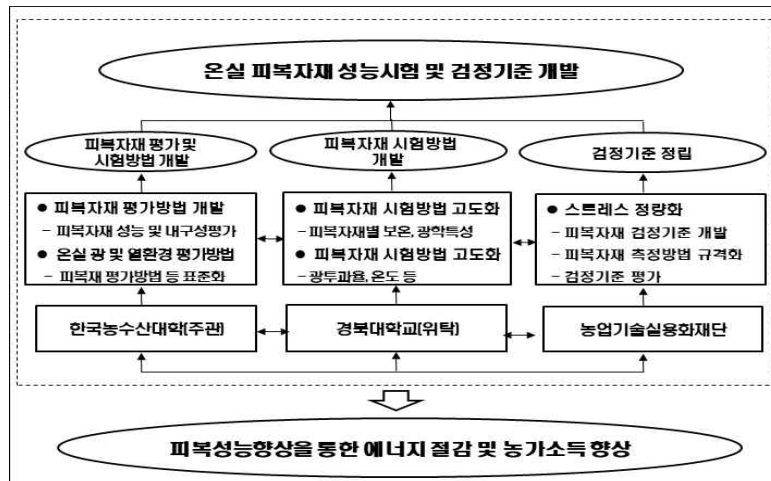 온실 피복자재 성능시험 및 검정기준 개발
피복자재 평가 및
시험방법 개발
피복자재 시험방법
개발
검정기준 정립
● 피복자재 평가방법 개발
– 피복자재 성능 및 내구성평가
● 온실 광 및 열환경 평가방법
– 피복재 평가방법 등 표준화
● 피복자재 시험방법 고도화
–피복자재별 보온, 광학특성
● 피복자재 시험방법 고도화
–광투과율, 온도 등
● 스트레스 정량화
– 피복자재 검정기준 개발
– 피복자재 측정방법 규격화
– 검정기준 평가
한국농수산대학(주관)
경북대학교(위탁)
농업기술실용화재단
피복성능향상을 통한 에너지 절감 및 농가소득 향상